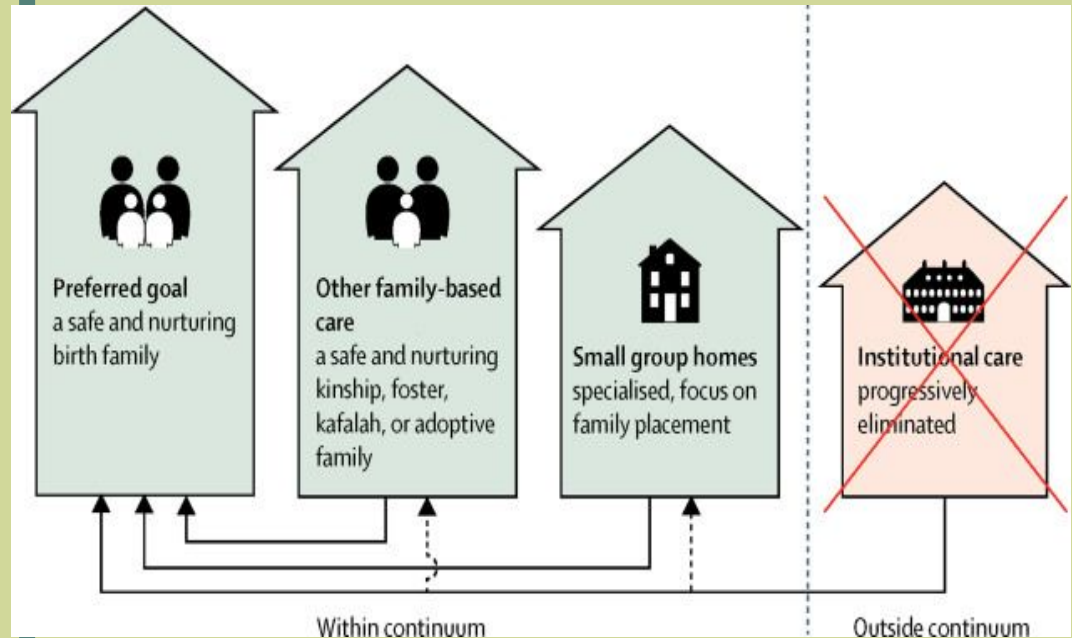 Preferred goal
a safe and nurturing
birth family
Other family-based
care
a safe and nurturing
kinship, foster,
kafalah, or adoptive
family
Small group homes
specialised, focus on
family placement
Institutional care
progressively
eliminated
Within continuum
Outside continuum